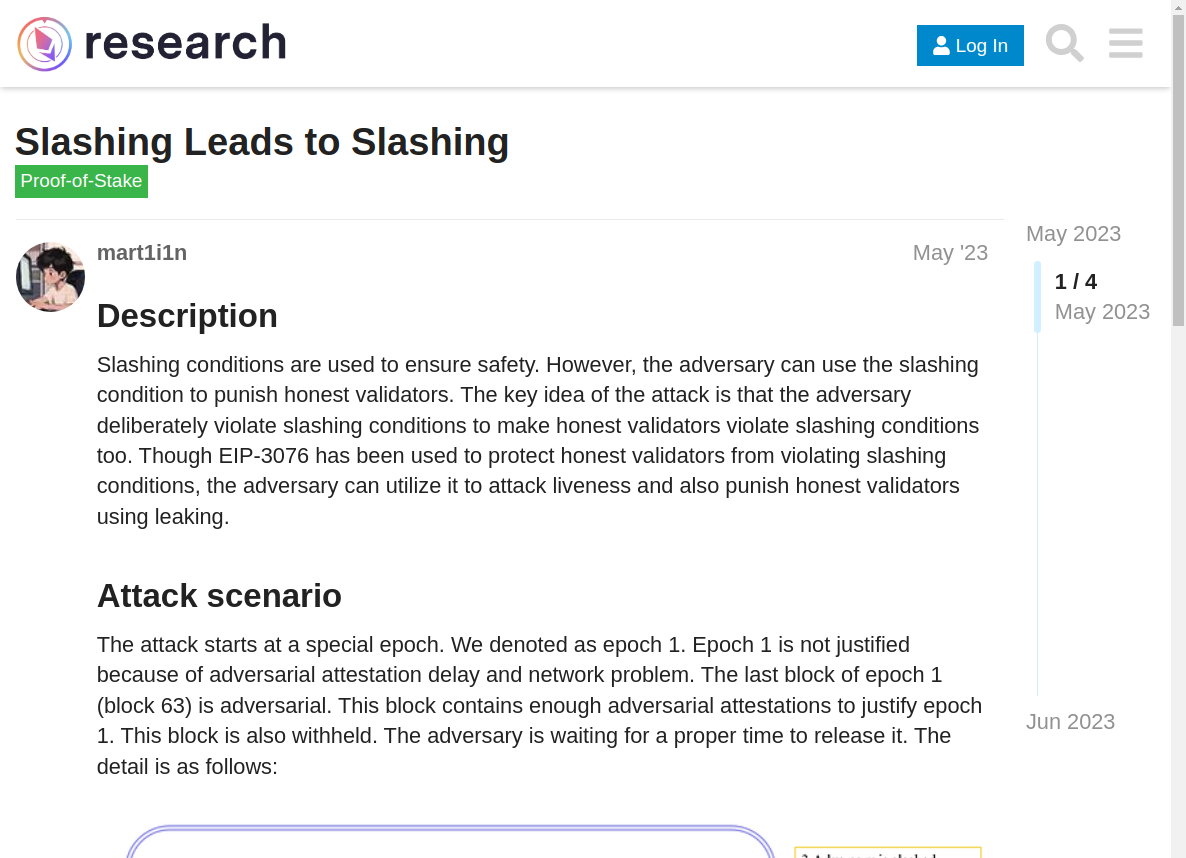 research
Log In
Slashing Leads to Slashing
Proof-of-Stake
mart1i1n
May '23
May 2023
1 / 4
May 2023
Jun 2023
Description
Slashing conditions are used to ensure safety. However, the adversary can use the slashing
condition to punish honest validators. The key idea of the attack is that the adversary
deliberately violate slashing conditions to make honest validators violate slashing conditions
too. Though EIP-3076 has been used to protect honest validators from violating slashing
conditions, the adversary can utilize it to attack liveness and also punish honest validators
using leaking.
Attack scenario
The attack starts at a special epoch. We denoted as epoch 1. Epoch 1 is not justified
because of adversarial attestation delay and network problem. The last block of epoch 1
(block 63) is adversarial. This block contains enough adversarial attestations to justify epoch
1. This block is also withheld. The adversary is waiting for a proper time to release it. The
detail is as follows: